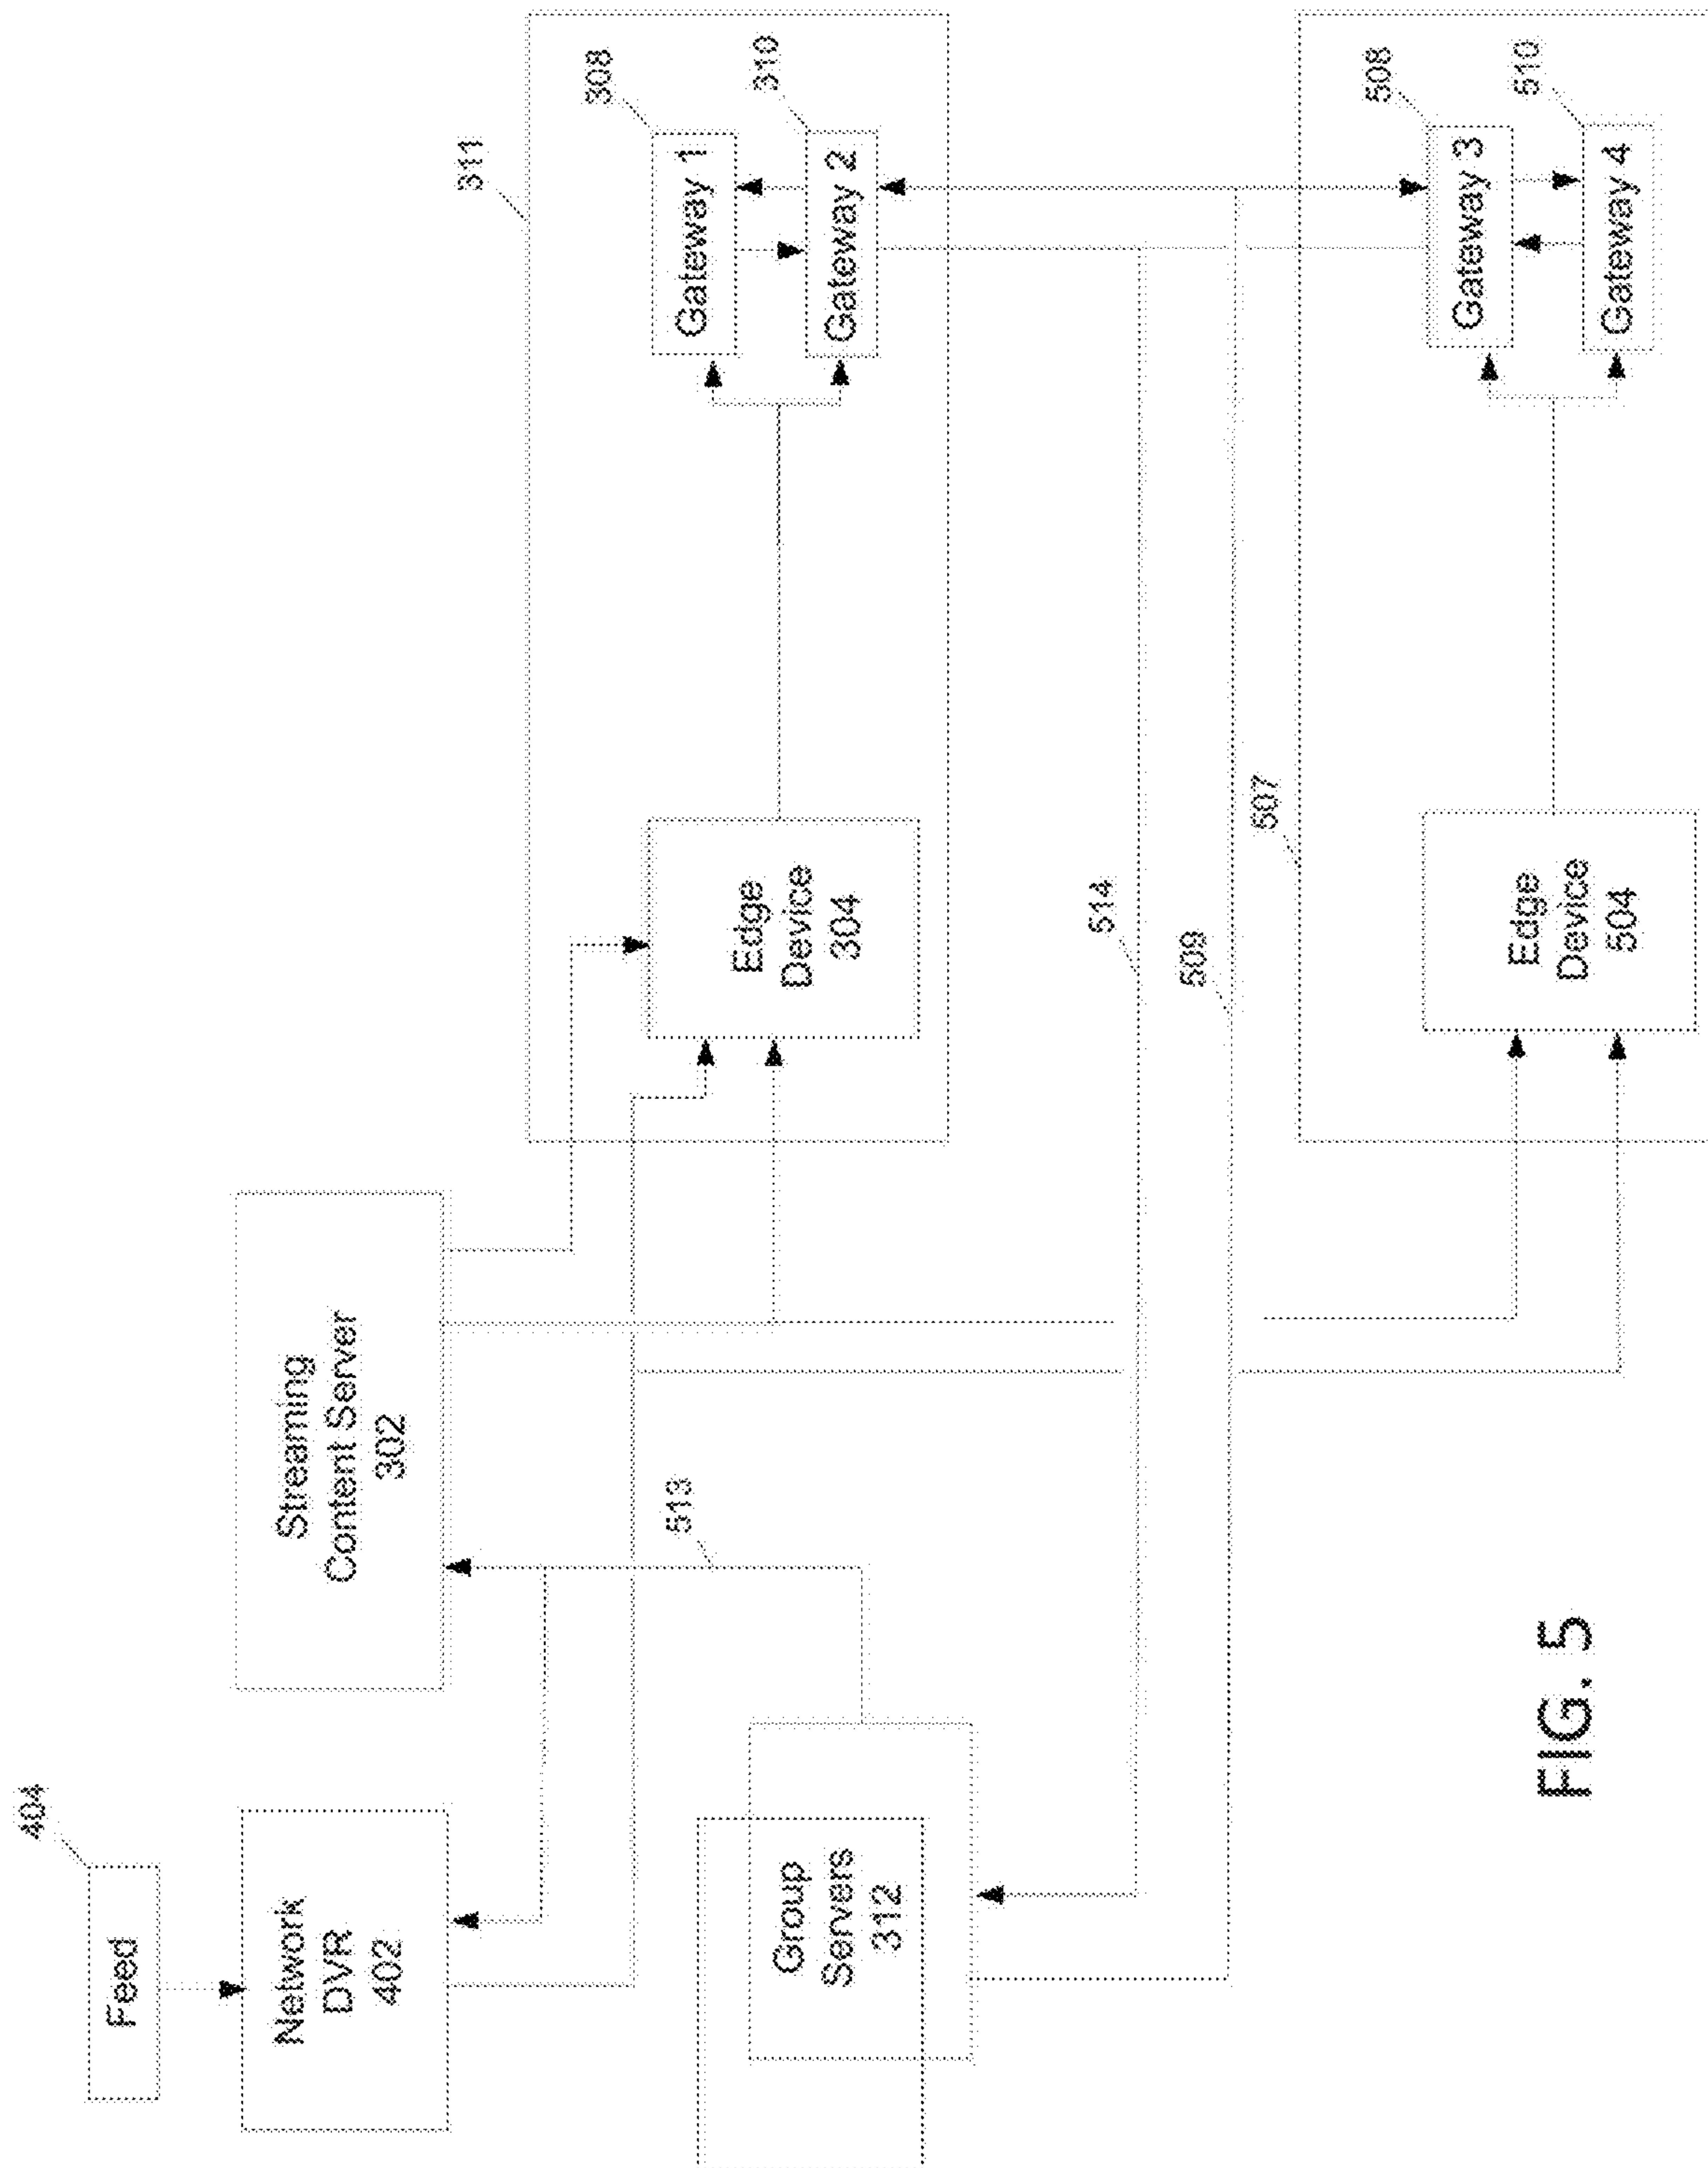 404
Feed
Network
DVR
402
Streaming
Content Server
302
Group
Servers
312
513
311
Edge
Device
304
Gateway 1
308
Gateway 2
310
514
509
507
Edge
Device
504
Gateway 3
508
Gateway 4
510
FIG. 5